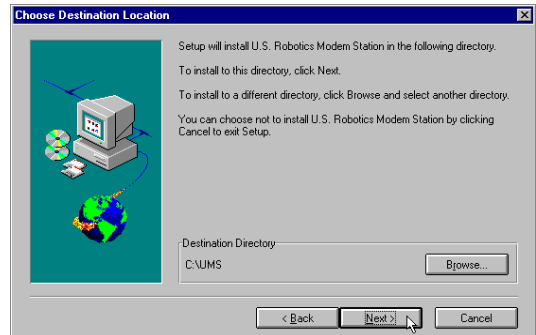 Choose Destination Location
Setup will install U.S. Robotics Modem Station in the following directory.
To install to this directory, click Next.
To install to a different directory, click Browse and select another directory.
You can choose not to install U.S. Robotics Modem Station by clicking
Cancel to exit Setup.
Destination Directory
C:\UMS
Browse...
< Back
Next >
Cancel